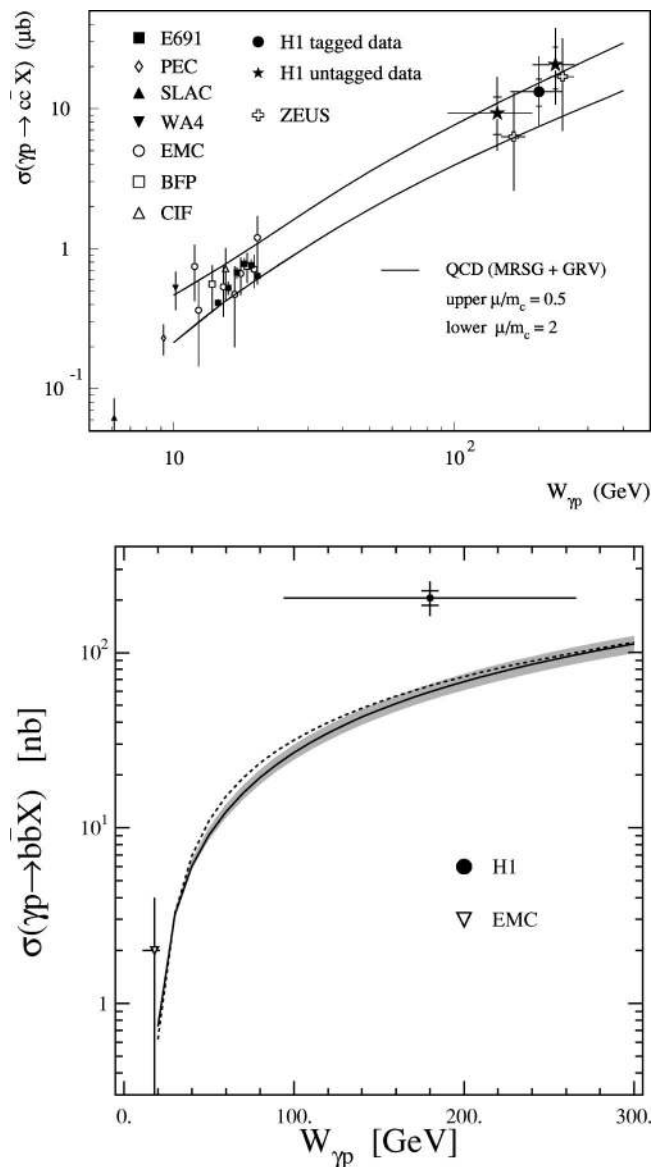 σ(γp→ cc̄ X) (μb)
E691
PEC
SLAC
WA4
EMC
BFP
CIF
H1 tagged data
H1 untagged data
ZEUS
QCD (MRSG + GRV)
upper μ/m_c = 0.5
lower μ/m_c = 2
10
1
10⁻¹
10
10²
W_γp (GeV)
σ(γp→bb̄X) [nb]
10²
10¹
1
H1
EMC
0.
100.
200.
300.
W_γp [GeV]